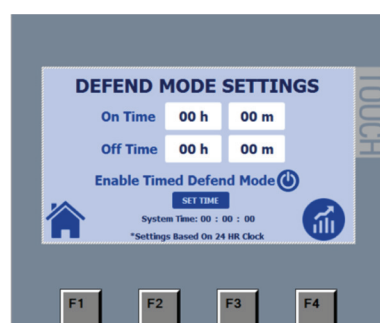 DEFEND MODE SETTINGS
On Time 00 h 00 m
Off Time 00 h 00 m
Enable Timed Defend Mode
SET TIME
System Time: 00 : 00 : 00
*Settings Based On 24 HR Clock
TOUCH
F1 F2 F3 F4